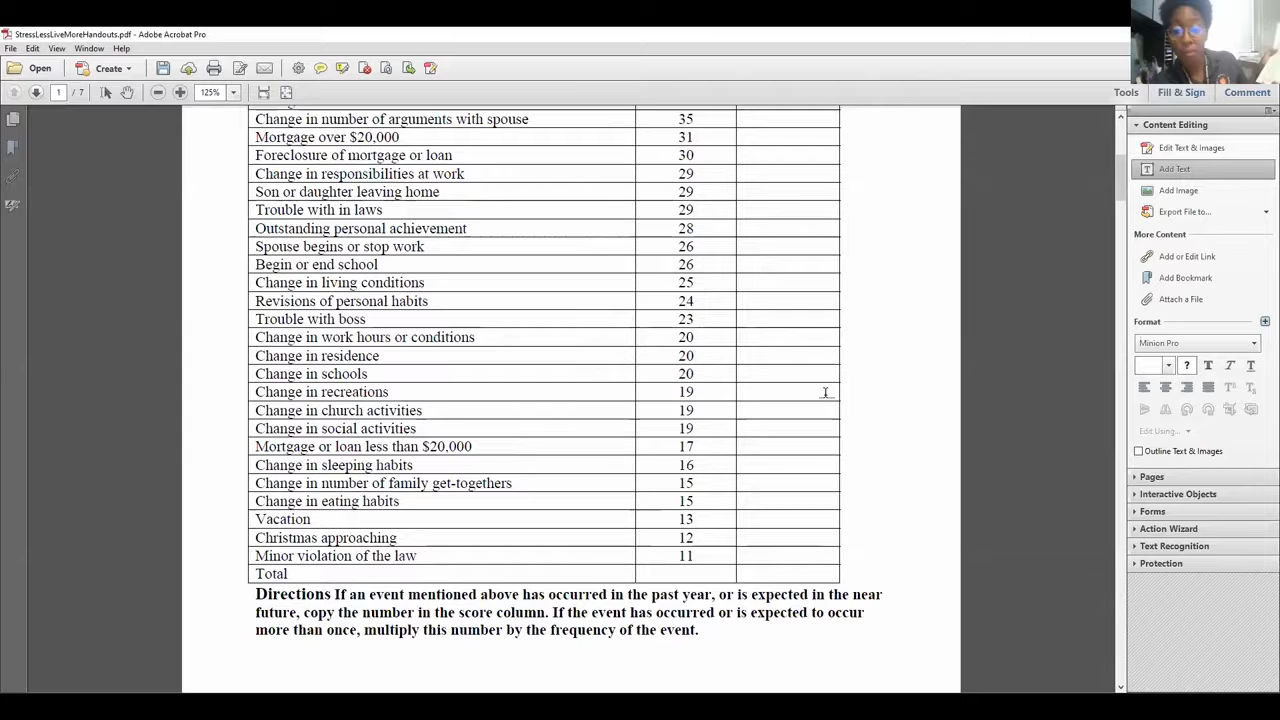 StressLessLiveMoreHandouts.pdf - Adobe Acrobat Pro
File Edit View Window Help
Open Create
1 / 7 125% Tools Fill & Sign Comment
Change in number of arguments with spouse 35
Mortgage over $20,000 31
Foreclosure of mortgage or loan 30
Change in responsibilities at work 29
Son or daughter leaving home 29
Trouble with in laws 29
Outstanding personal achievement 28
Spouse begins or stop work 26
Begin or end school 26
Change in living conditions 25
Revisions of personal habits 24
Trouble with boss 23
Change in work hours or conditions 20
Change in residence 20
Change in schools 20
Change in recreations 19
Change in church activities 19
Change in social activities 19
Mortgage or loan less than $20,000 17
Change in sleeping habits 16
Change in number of family get-togethers 15
Change in eating habits 15
Vacation 13
Christmas approaching 12
Minor violation of the law 11
Total
Directions If an event mentioned above has occurred in the past year, or is expected in the near
future, copy the number in the score column. If the event has occurred or is expected to occur
more than once, multiply this number by the frequency of the event.
Content Editing
Edit Text & Images
Add Text
Add Image
Export File to...
More Content
Add or Edit Link
Add Bookmark
Attach a File
Format
Minion Pro
? T T T
T¹ T₁
Edit Using...
Outline Text & Images
Pages
Interactive Objects
Forms
Action Wizard
Text Recognition
Protection